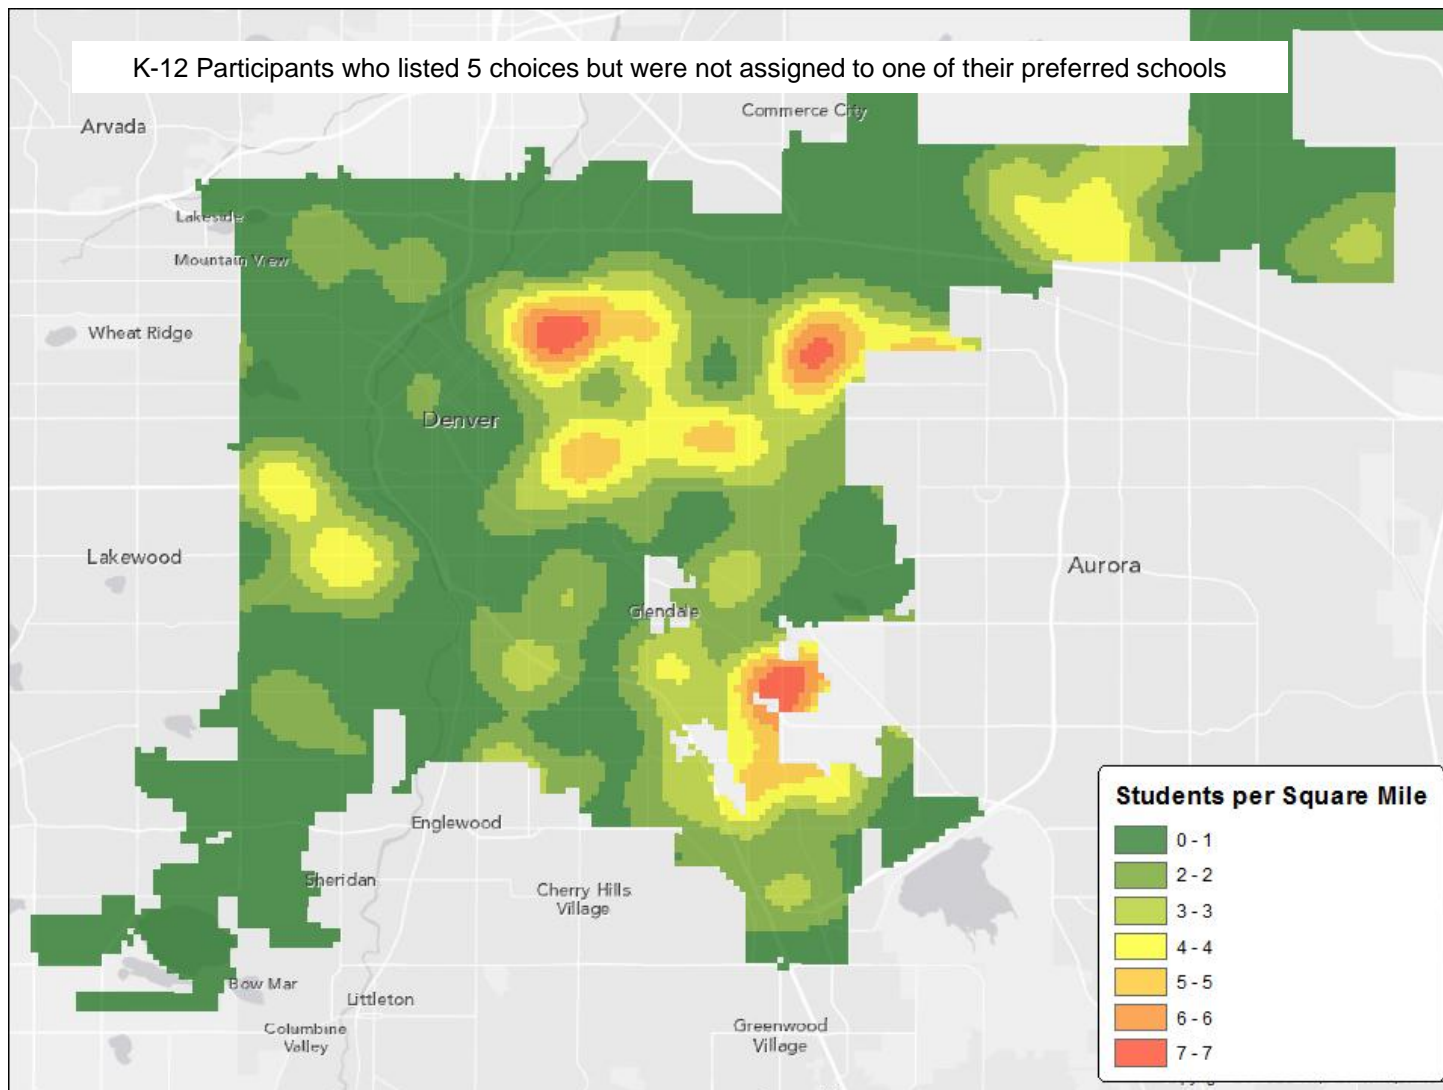 K-12 Participants who listed 5 choices but were not assigned to one of their preferred schools
Commerce City
Arvada
Lakeside
Mountain View
Wheat Ridge
Denver
Lakewood
Aurora
Glendale
Englewood
Sheridan
Cherry Hills
Village
Bow Mar
Littleton
Columbine
Valley
Greenwood
Village
Students per Square Mile
0 - 1
2 - 2
3 - 3
4 - 4
5 - 5
6 - 6
7 - 7